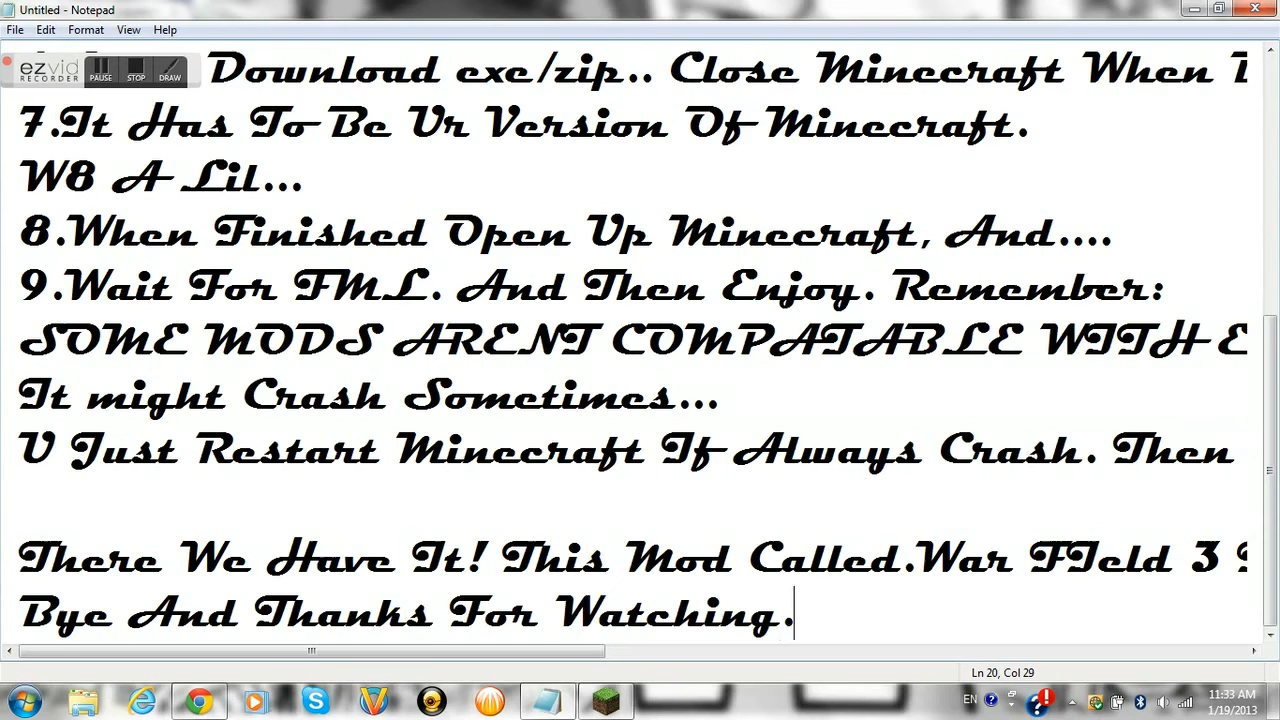 Untitled - Notepad
File Edit Format View Help
ezvid
RECORDER
PAUSE STOP DRAW
Download exe/zip.. Close Minecraft When
7.It Has To Be Ur Version Of Minecraft.
W8 A Lil...
8.When Finished Open Up Minecraft, And....
9.Wait For FML. And Then Enjoy. Remember:
SOME MODS ARENT COMPATABLE WITH
It might Crash Sometimes...
U Just Restart Minecraft If Always Crash. Then
There We Have It! This Mod Called.War FIeld 3
Bye And Thanks For Watching.
Ln 20, Col 29
EN
11:33 AM
1/19/2013